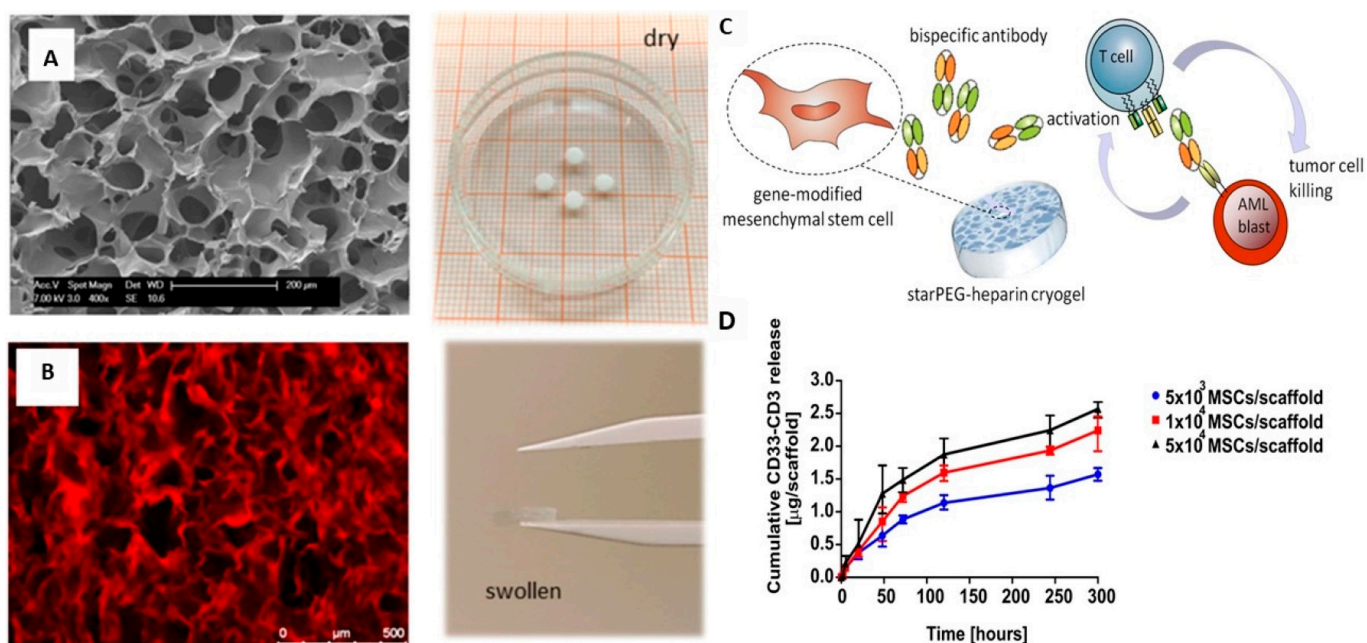 A
Acc.V Spot Magn Det WD 200 µm
7.00 kV 3.0 400x SE 10.6
dry
B
0 µm 500
swollen
C
bispecific antibody
T cell
activation
gene-modified
mesenchymal stem cell
tumor cell
killing
AML
blast
starPEG-heparin cryogel
D
Cumulative CD33-CD3 release
[µg/scaffold]
3.0
2.5
2.0
1.5
1.0
0.5
0.0
0 50 100 150 200 250 300
Time [hours]
5x10³ MSCs/scaffold
1x10⁴ MSCs/scaffold
5x10⁴ MSCs/scaffold